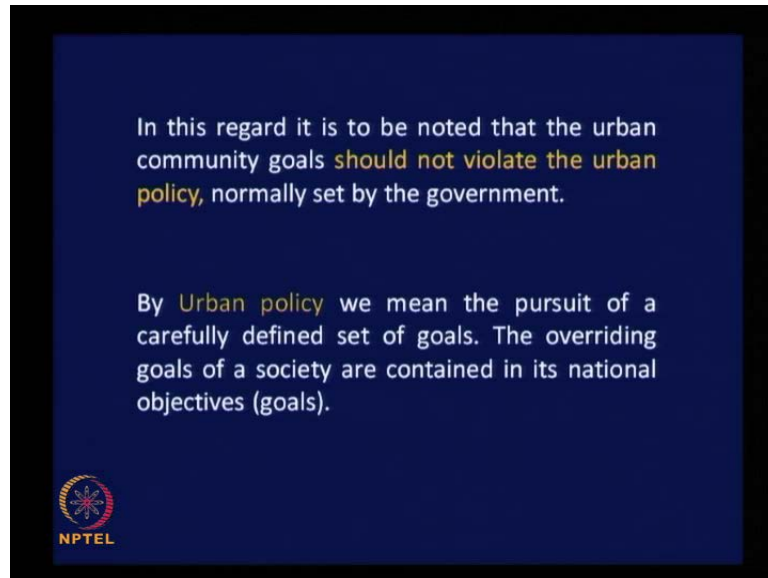 In this regard it is to be noted that the urban
community goals should not violate the urban
policy, normally set by the government.
By Urban policy we mean the pursuit of a
carefully defined set of goals. The overriding
goals of a society are contained in its national
objectives (goals).
NPTEL